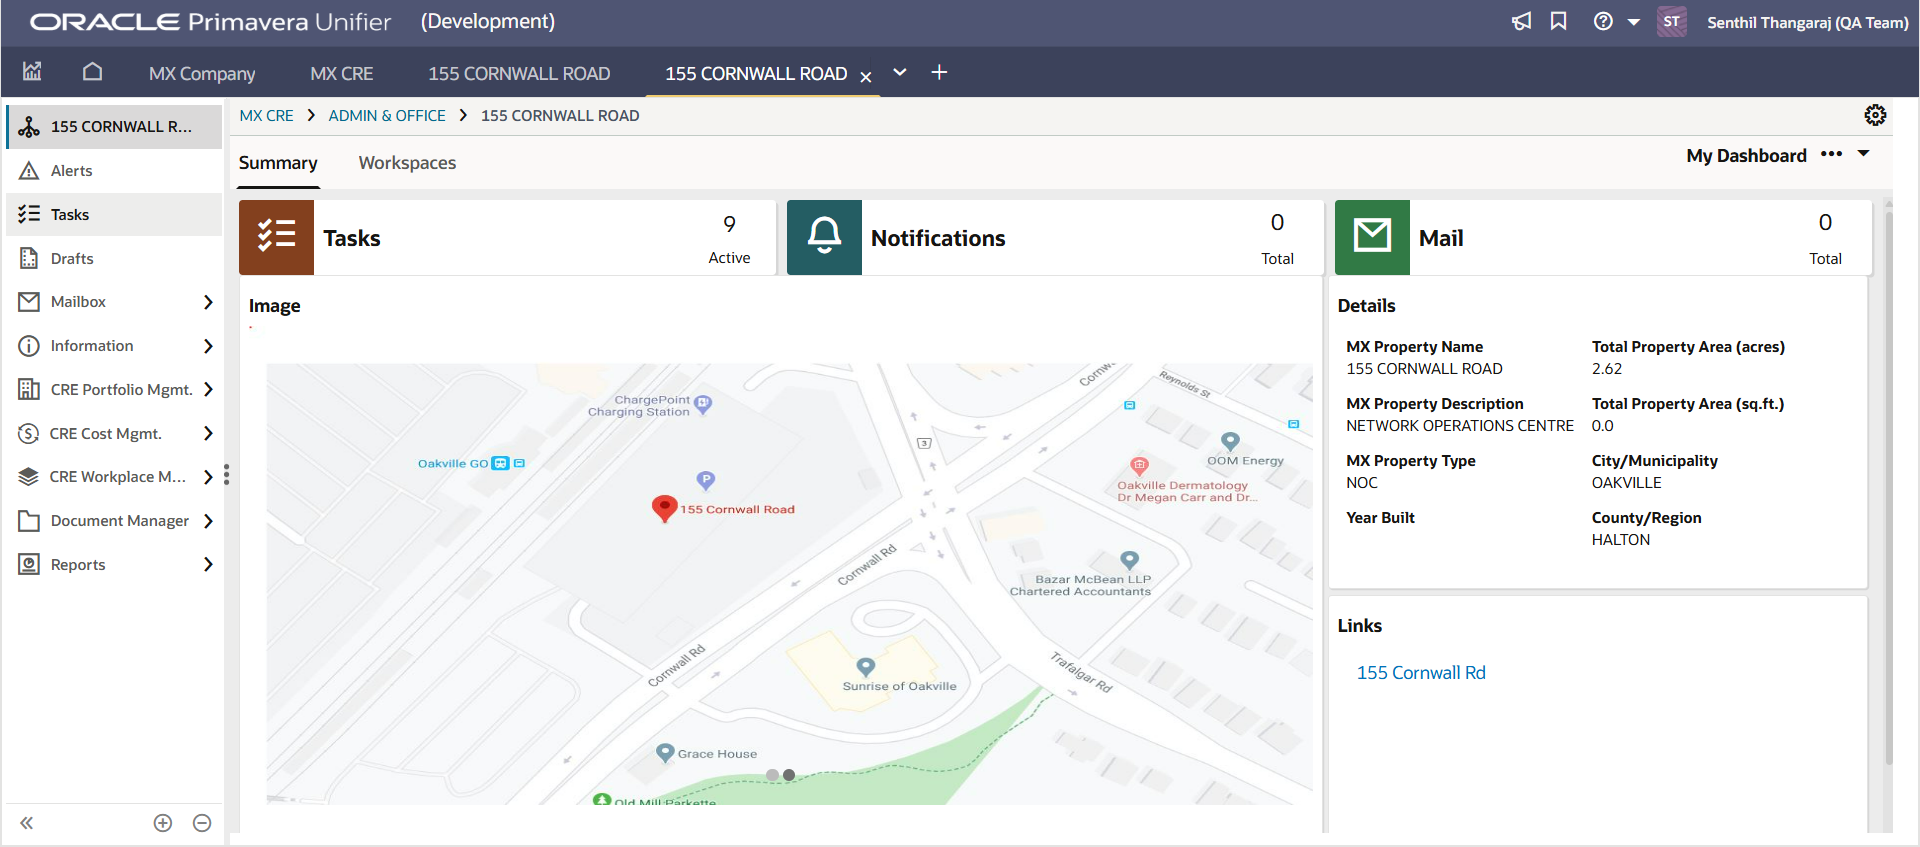 ORACLE Primavera Unifier (Development)
ST Senthil Thangaraj (QA Team)
MX Company MX CRE 155 CORNWALL ROAD 155 CORNWALL ROAD
155 CORNWALL R...
Alerts
Tasks
Drafts
Mailbox
Information
CRE Portfolio Mgmt.
CRE Cost Mgmt.
CRE Workplace M...
Document Manager
Reports
MX CRE > ADMIN & OFFICE > 155 CORNWALL ROAD
Summary Workspaces
My Dashboard
Tasks
9
Active
Notifications
0
Total
Mail
0
Total
Image
ChargePoint
Charging Station
Oakville GO
P
155 Cornwall Road
Cornwall Rd
Cornwall Rd
Cornw
Reynolds St
3
OOM Energy
Oakville Dermatology
Dr Megan Carr and Dr...
Bazar McBean LLP
Chartered Accountants
Sunrise of Oakville
Trafalgar Rd
Grace House
Old Mill Parkette
Details
MX Property Name
155 CORNWALL ROAD
Total Property Area (acres)
2.62
MX Property Description
NETWORK OPERATIONS CENTRE
Total Property Area (sq.ft.)
0.0
MX Property Type
NOC
City/Municipality
OAKVILLE
Year Built
County/Region
HALTON
Links
155 Cornwall Rd